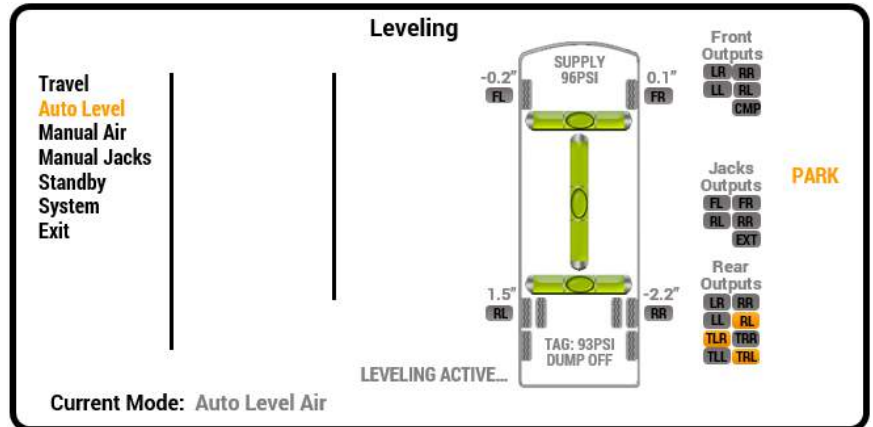 Leveling
Travel
Auto Level
Manual Air
Manual Jacks
Standby
System
Exit
-0.2"
FL
SUPPLY
96PSI
0.1"
FR
1.5"
RL
-2.2"
RR
TAG: 93PSI
DUMP OFF
LEVELING ACTIVE...
Front
Outputs
LR RR
LL RL
CMP
Jacks
Outputs
FL FR
RL RR
EXT
Rear
Outputs
LR RR
LL RL
TLR TRR
TLL TRL
PARK
Current Mode: Auto Level Air